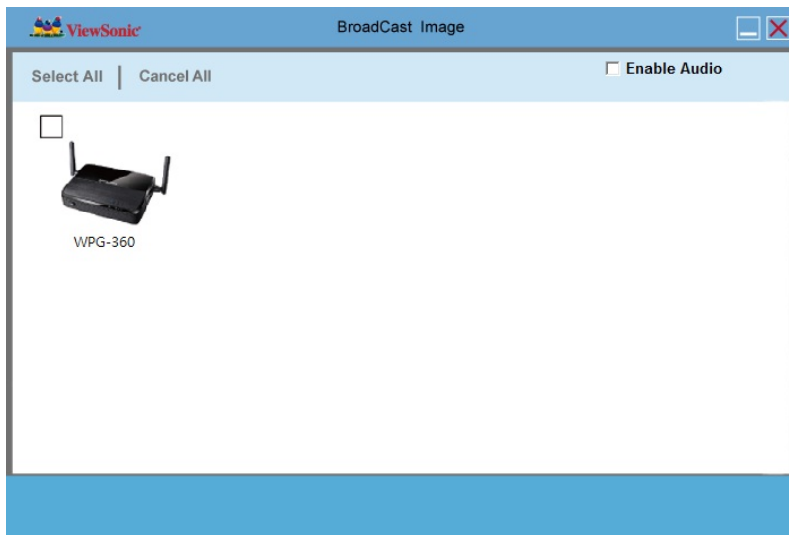 ViewSonic
BroadCast Image
Select All | Cancel All
Enable Audio
WPG-360